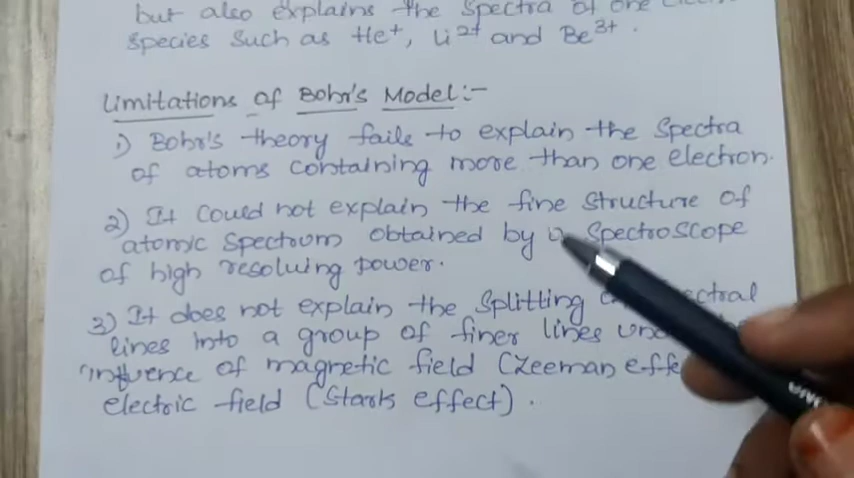 but also explains the spectra of one
species such as He+, Li2+ and Be3+.
Limitations of Bohr's Model:-
1) Bohr's theory fails to explain the spectra
of atoms containing more than one electron.
2) It could not explain the fine structure of
atomic spectrum obtained by a spectroscope
of high resolving power.
3) It does not explain the splitting
lines into a group of finer lines
influence of magnetic field (Zeeman
electric field (Starks effect).